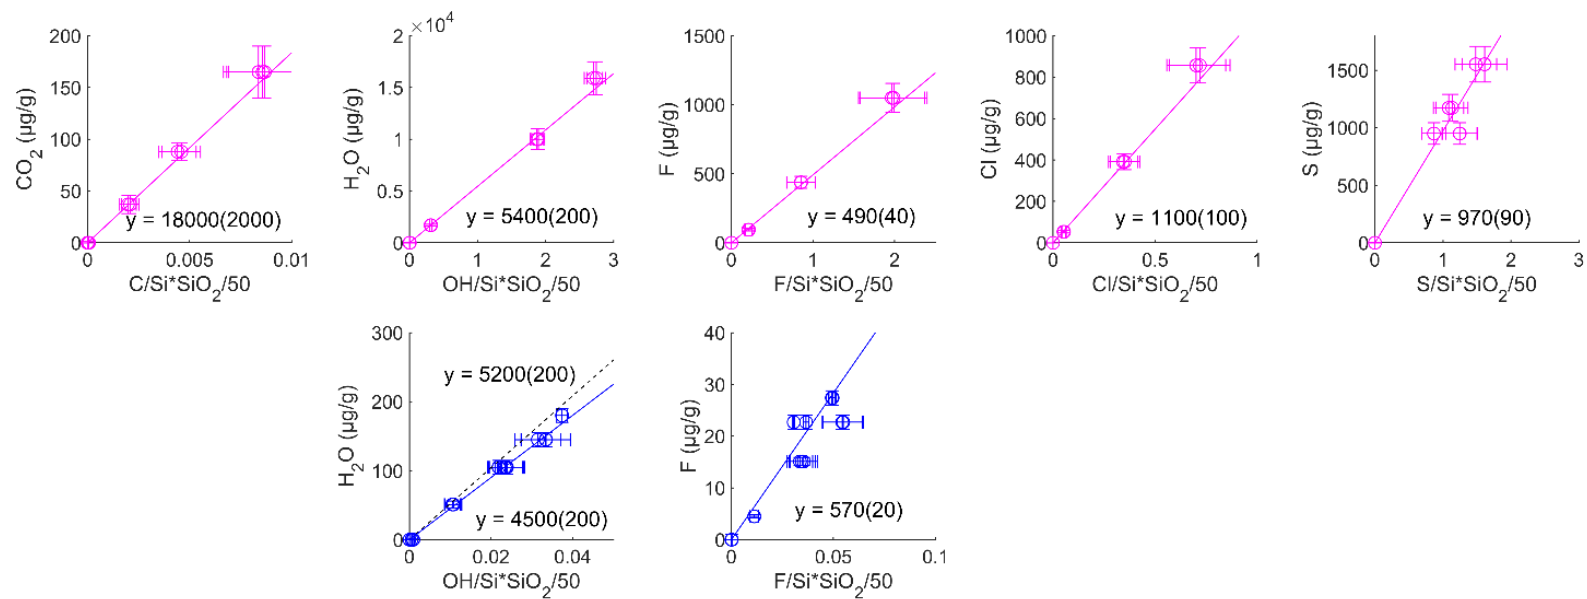 CO2 (µg/g)
200
150
100
50
0
y = 18000(2000)
0 0.005 0.01
C/Si*SiO2/50
×10^4
H2O (µg/g)
2
1.5
1
0.5
0
y = 5400(200)
0 1 2 3
OH/Si*SiO2/50
F (µg/g)
1500
1000
500
0
y = 490(40)
0 1 2
F/Si*SiO2/50
Cl (µg/g)
1000
800
600
400
200
0
y = 1100(100)
0 0.5 1
Cl/Si*SiO2/50
S (µg/g)
1500
1000
500
0
y = 970(90)
0 1 2 3
S/Si*SiO2/50
H2O (µg/g)
300
200
100
0
y = 5200(200)
y = 4500(200)
0 0.02 0.04
OH/Si*SiO2/50
F (µg/g)
40
30
20
10
0
y = 570(20)
0 0.05 0.1
F/Si*SiO2/50